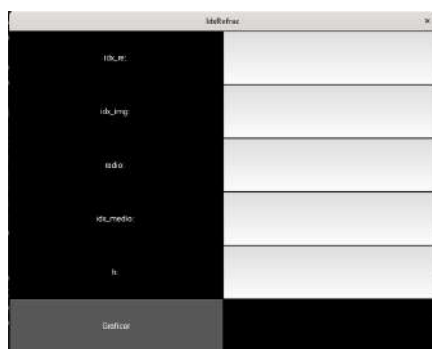 IdxRefrac
idx_re:
idx_img:
radio:
idx_medio:
h:
Graficar